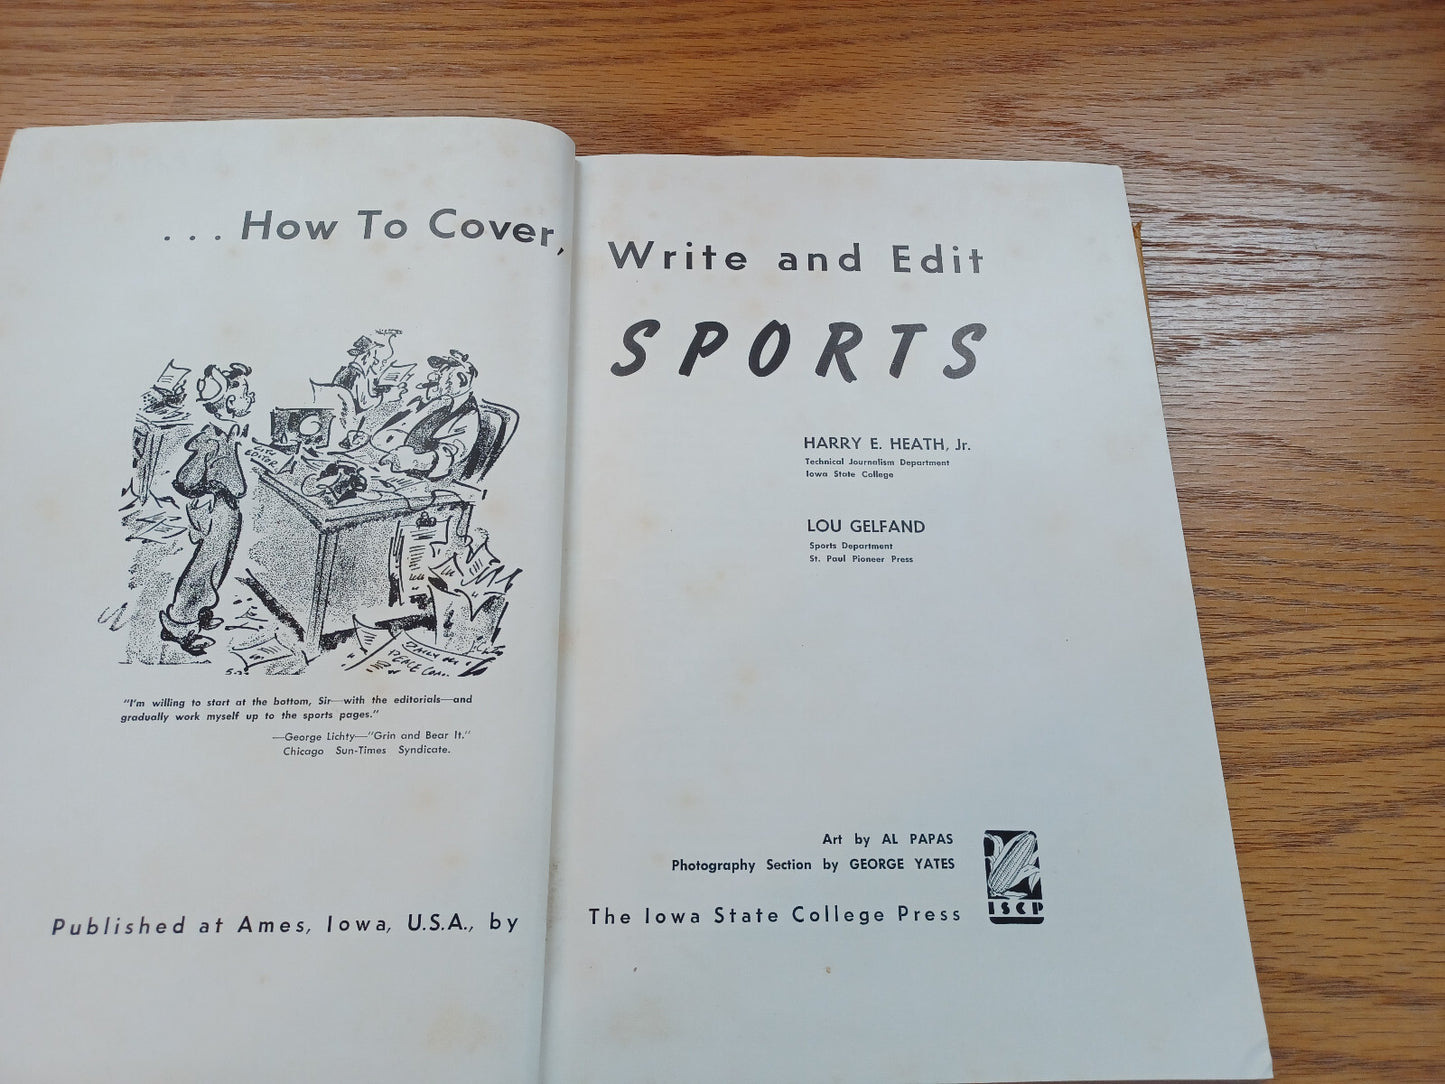 . . . How To Cover, Write and Edit
SPORTS
EDITOR
"I'm willing to start at the bottom, Sir—with the editorials—and
gradually work myself up to the sports pages."
—George Lichty—"Grin and Bear It."
Chicago Sun-Times Syndicate.
HARRY E. HEATH, Jr.
Technical Journalism Department
Iowa State College
LOU GELFAND
Sports Department
St. Paul Pioneer Press
Art by AL PAPAS
Photography Section by GEORGE YATES
ISCP
Published at Ames, Iowa, U.S.A., by The Iowa State College Press